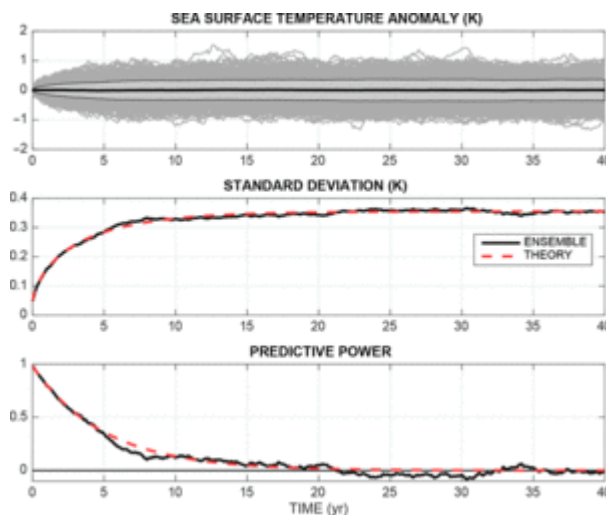 SEA SURFACE TEMPERATURE ANOMALY (K)
2
1
0
−1
−2
0 5 10 15 20 25 30 35 40
STANDARD DEVIATION (K)
0.4
0.3
0.2
0.1
0
ENSEMBLE
THEORY
0 5 10 15 20 25 30 35 40
PREDICTIVE POWER
1
0.5
0
0 5 10 15 20 25 30 35 40
TIME (yr)